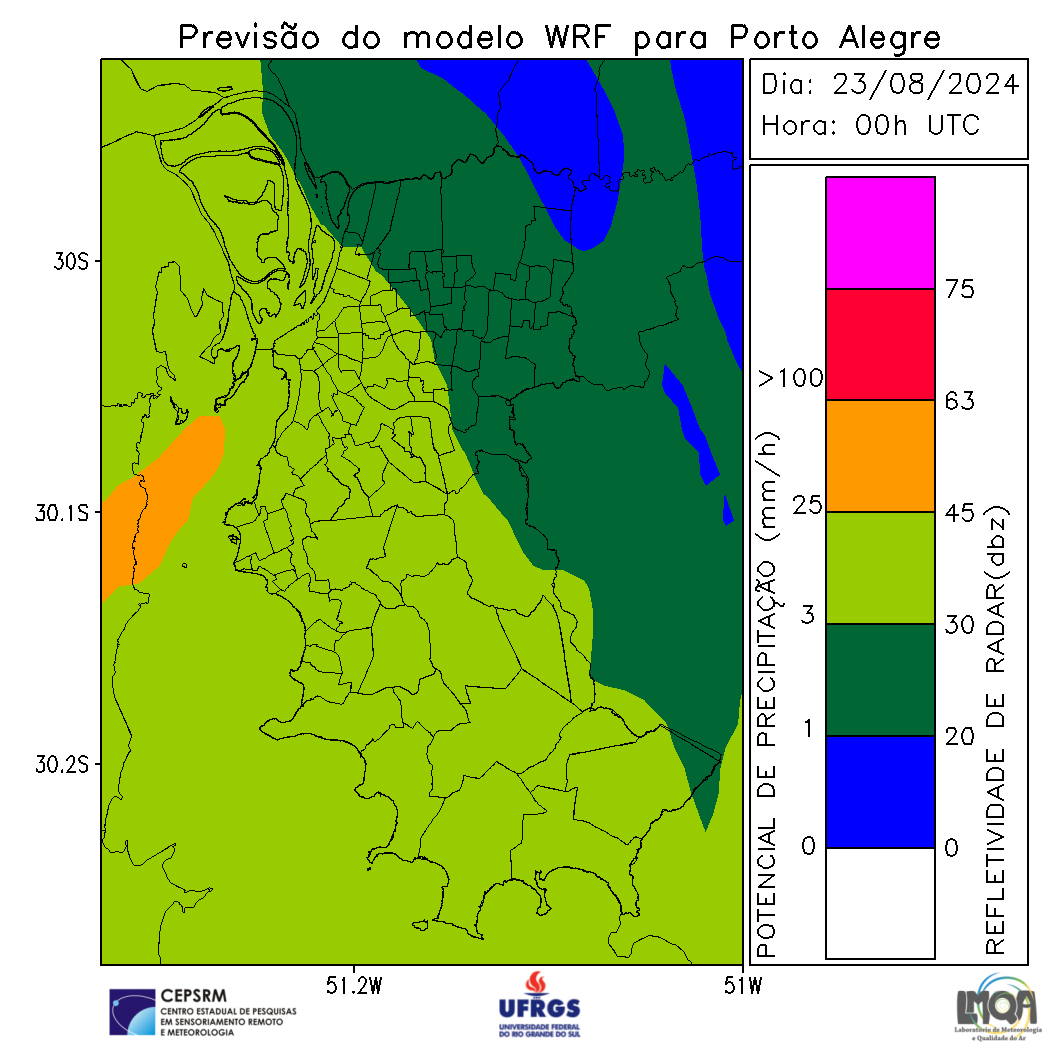 Previsão do modelo WRF para Porto Alegre
Dia: 23/08/2024
Hora: 00h UTC
30S
30.1S
30.2S
51.2W
51W
POTENCIAL DE PRECIPITAÇÃO (mm/h)
>100
25
3
1
0
75
63
45
30
20
0
REFLETIVIDADE DE RADAR(dbz)
CEPSRM
CENTRO ESTADUAL DE PESQUISAS
EM SENSORIAMENTO REMOTO
E METEOROLOGIA
UFRGS
UNIVERSIDADE FEDERAL
DO RIO GRANDE DO SUL
LMQA
Laboratório de Meteorologia
e Qualidade do Ar